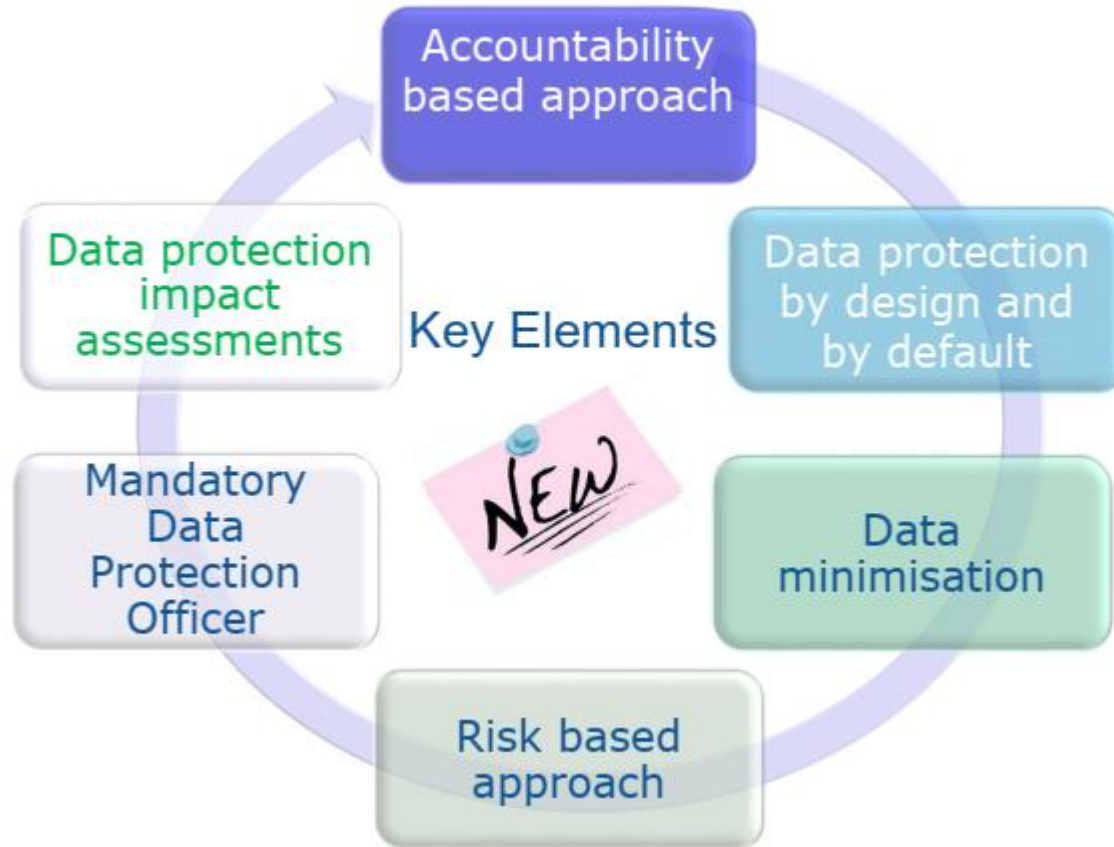 Accountability
based approach
Data protection
by design and
by default
Data
minimisation
Risk based
approach
Mandatory
Data
Protection
Officer
Data protection
impact
assessments
Key Elements
NEW